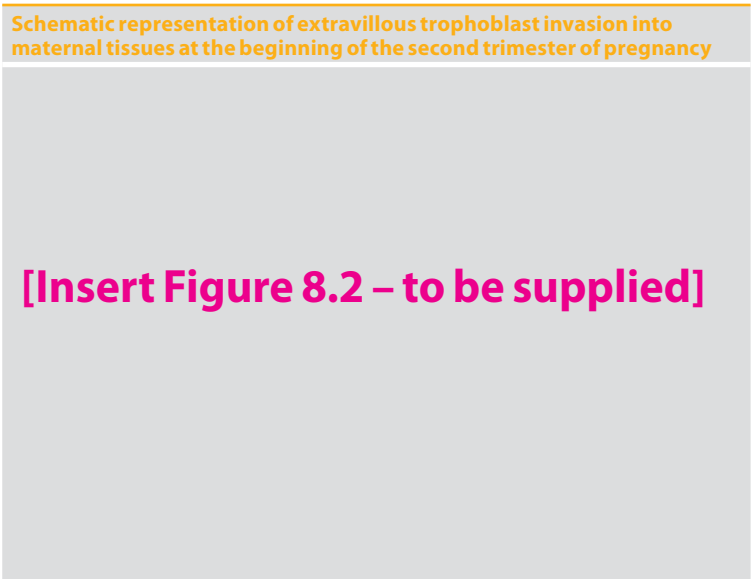 Schematic representation of extravillous trophoblast invasion into
maternal tissues at the beginning of the second trimester of pregnancy
[Insert Figure 8.2 – to be supplied]